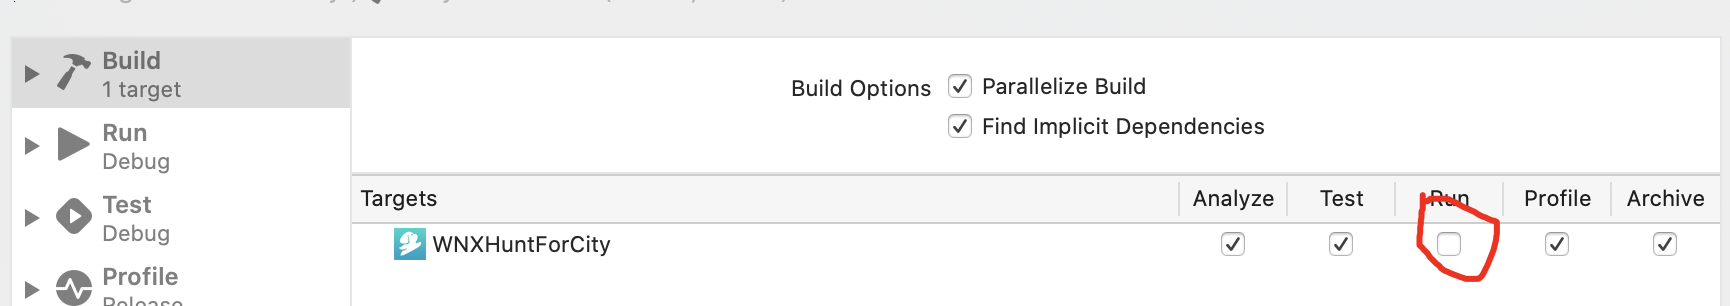 Build
1 target
Run
Debug
Test
Debug
Profile
Release
Build Options
Parallelize Build
Find Implicit Dependencies
Targets
Analyze
Test
Run
Profile
Archive
WNXHuntForCity